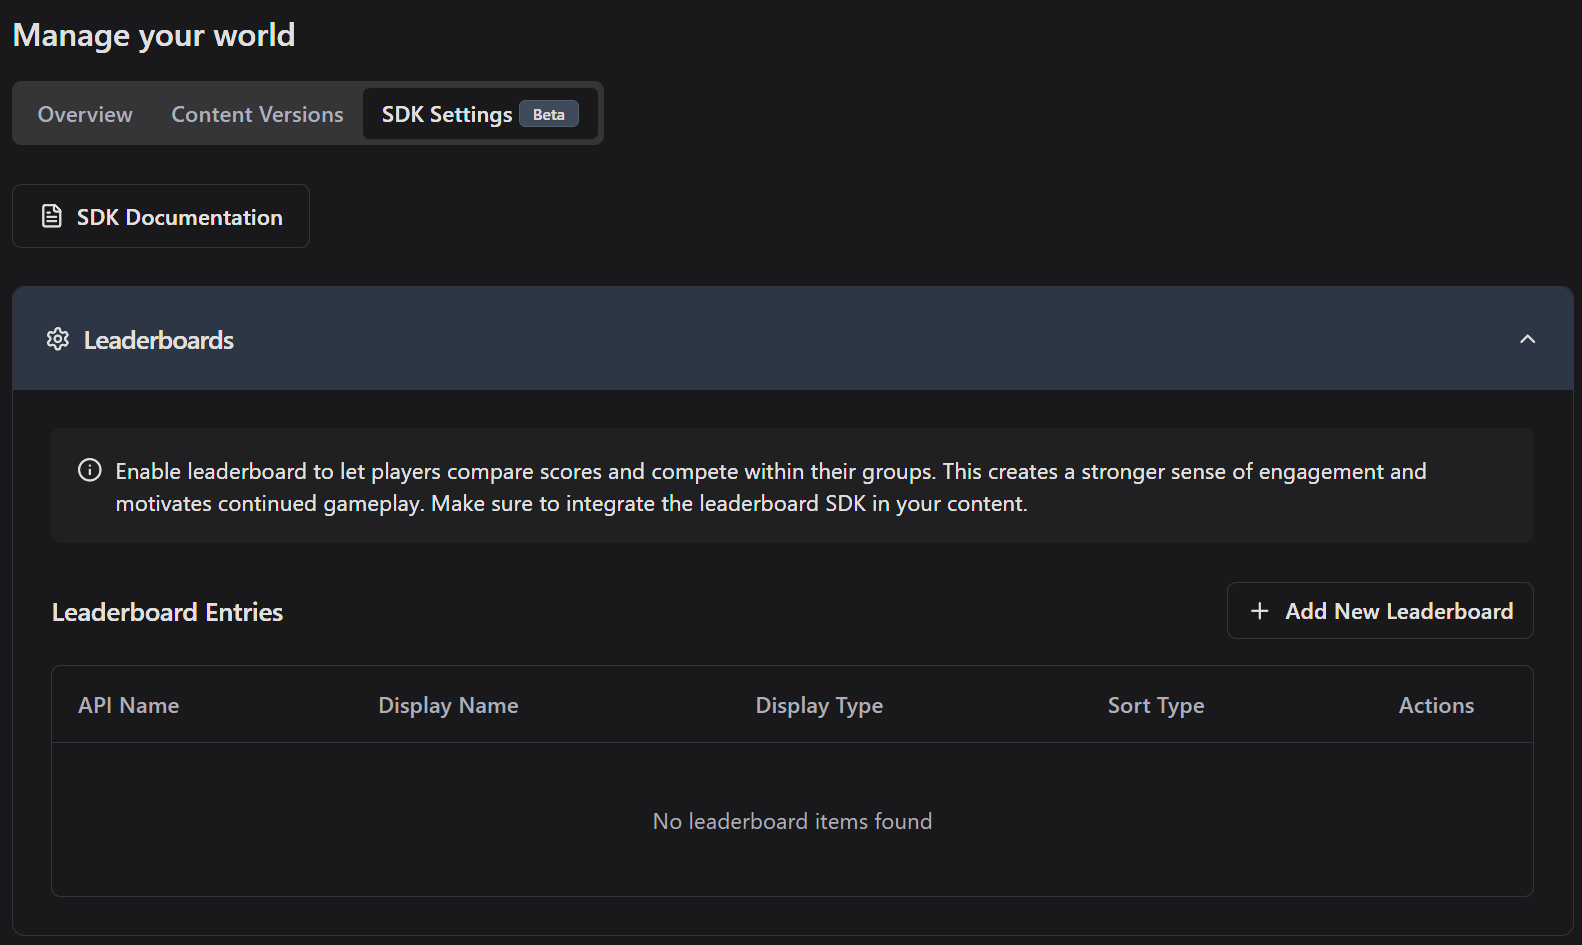 Manage your world
Overview Content Versions SDK Settings Beta
SDK Documentation
Leaderboards
Enable leaderboard to let players compare scores and compete within their groups. This creates a stronger sense of engagement and
motivates continued gameplay. Make sure to integrate the leaderboard SDK in your content.
Leaderboard Entries
Add New Leaderboard
API Name Display Name Display Type Sort Type Actions
No leaderboard items found